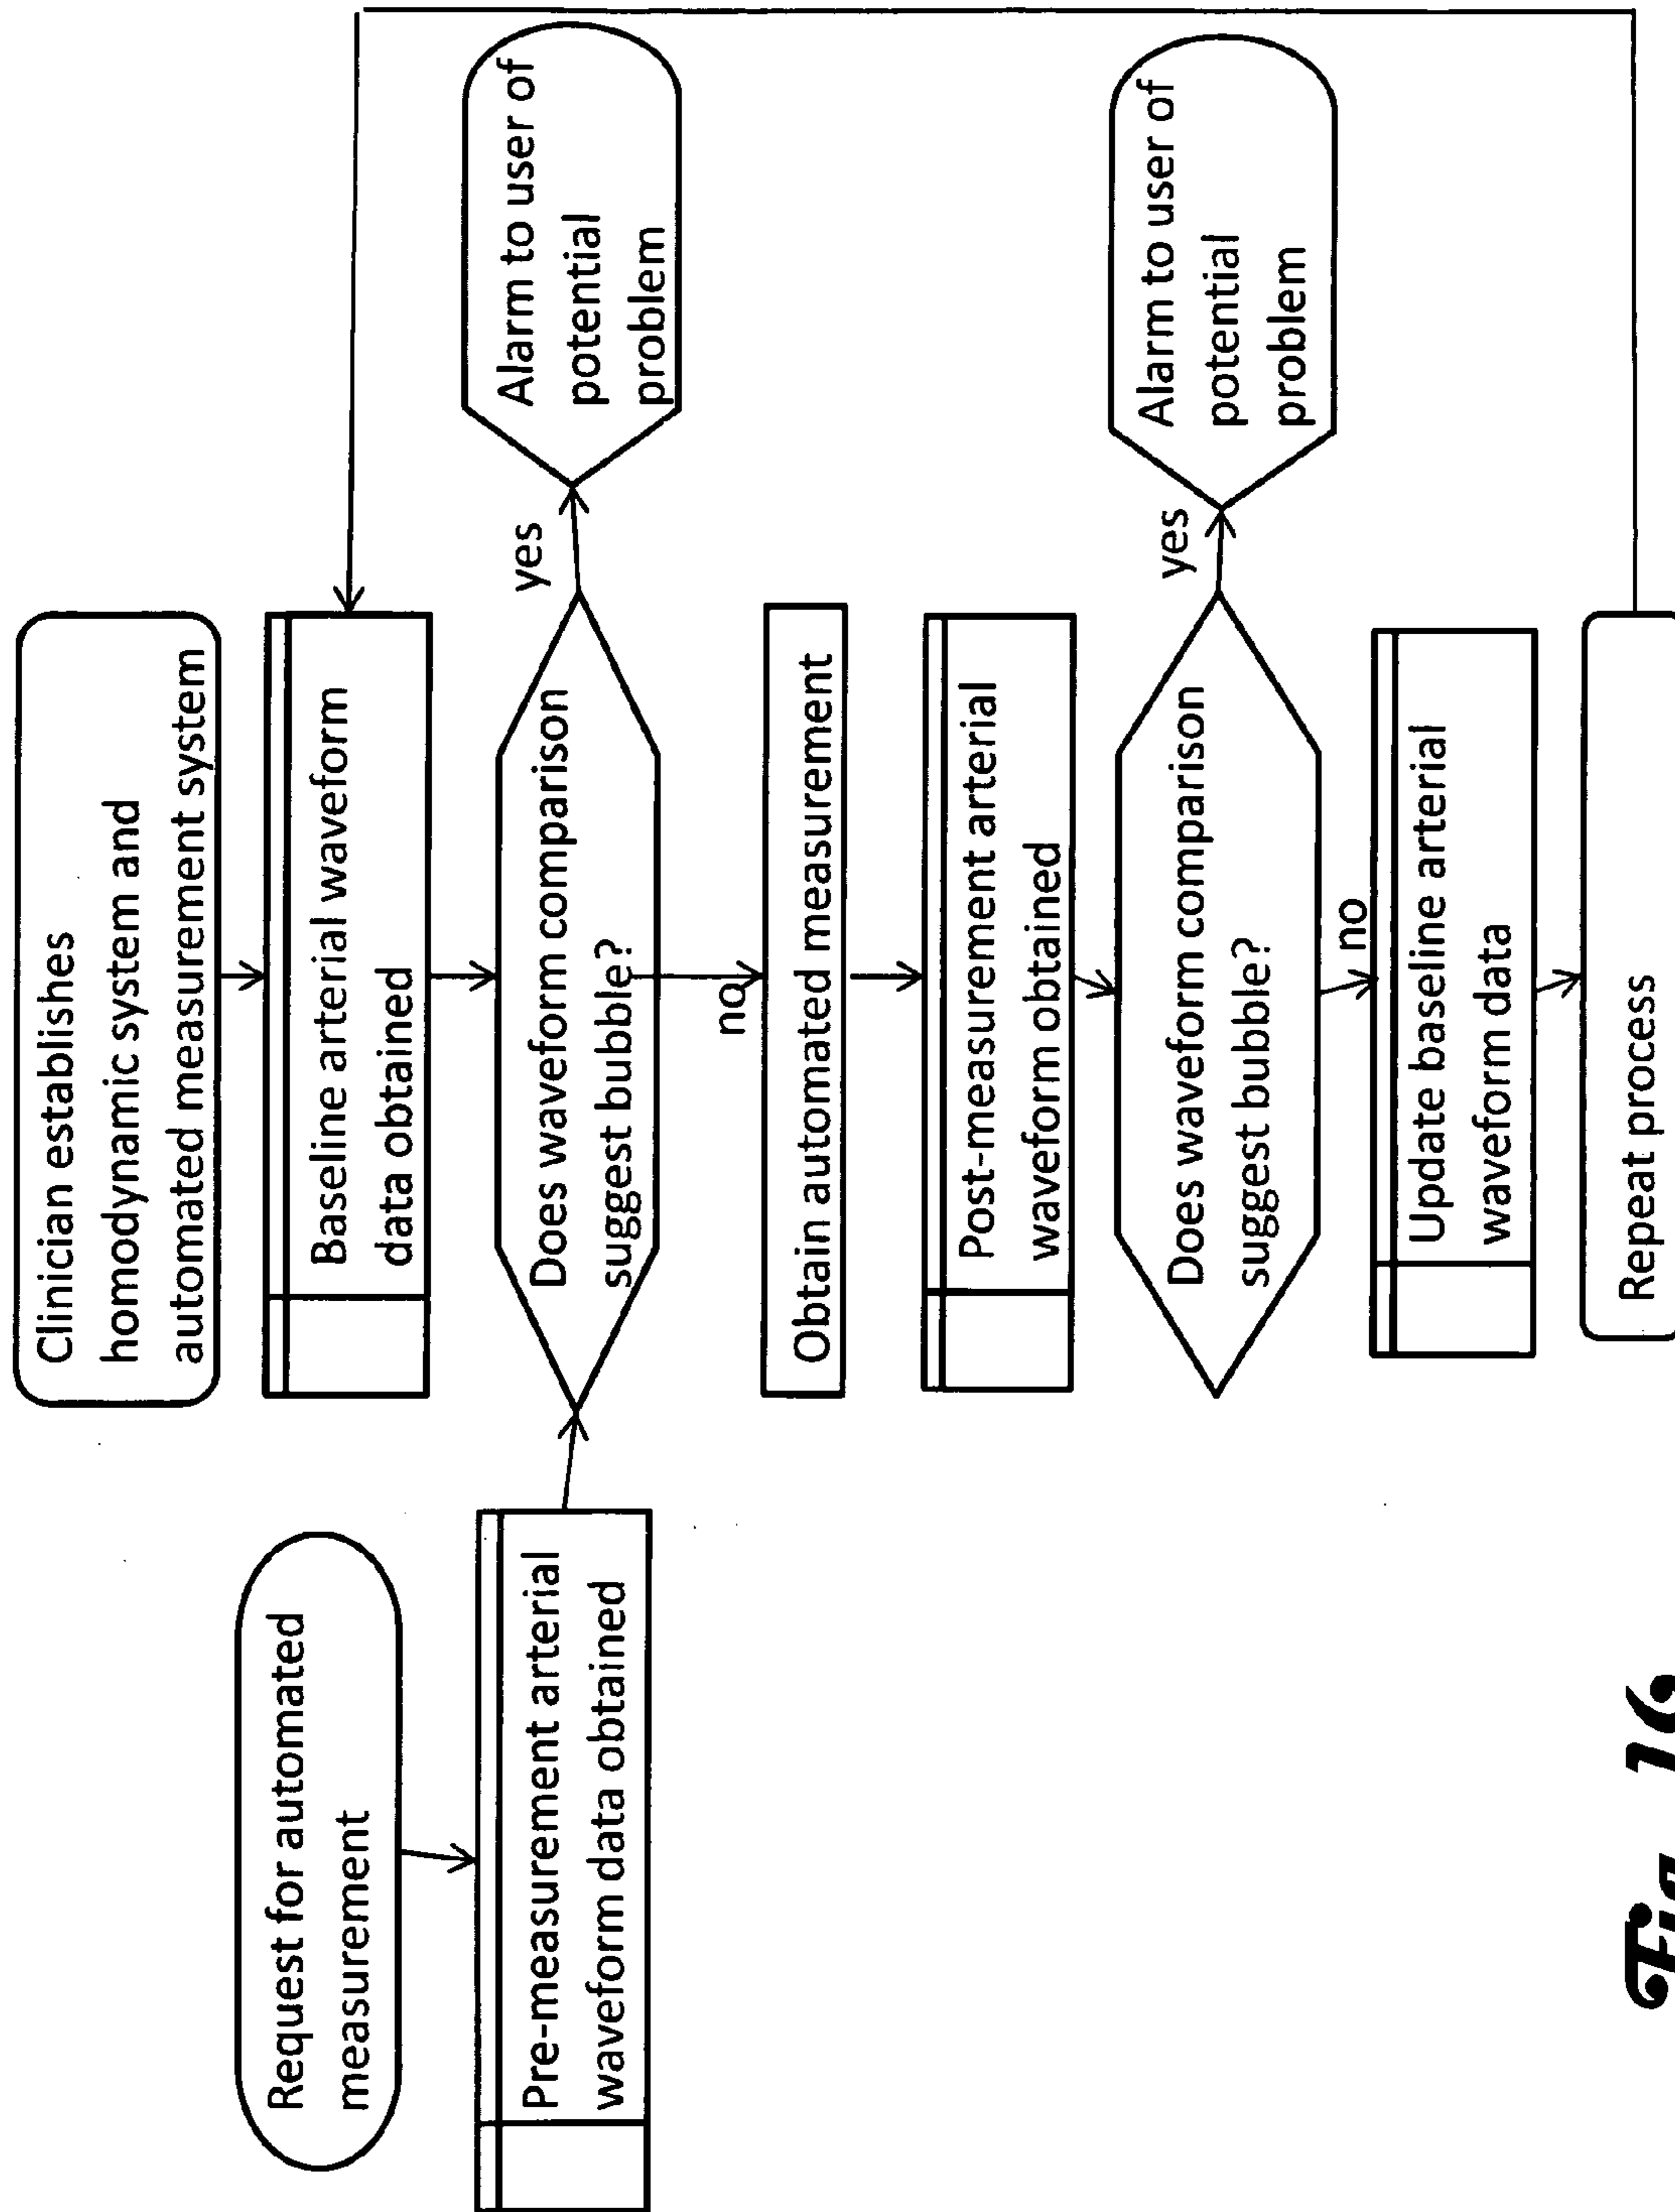 Clinician establishes
homodynamic system and
automated measurement system
Request for automated
measurement
Baseline arterial waveform
data obtained
Pre-measurement arterial
waveform data obtained
Does waveform comparison
suggest bubble?
yes
Alarm to user of
potential
problem
no
Obtain automated measurement
Post-measurement arterial
waveform obtained
Does waveform comparison
suggest bubble?
yes
Alarm to user of
potential
problem
no
Update baseline arterial
waveform data
Repeat process
Fig. 16